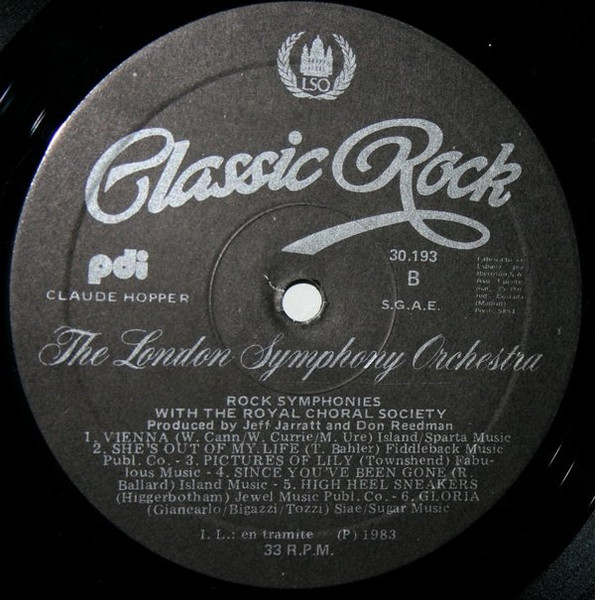 LSO
Classic Rock
pdi
CLAUDE HOPPER
30.193
B
S.G.A.E.
The London Symphony Orchestra
ROCK SYMPHONIES
WITH THE ROYAL CHORAL SOCIETY
Produced by Jeff Jarratt and Don Reedman
1. VIENNA (W. Cann/W. Currie/M. Ure) Island/Sparta Music
2. SHE'S OUT OF MY LIFE (T. Bahler) Fiddleback Music
Publ. Co. - 3. PICTURES OF LILY (Townshend) Fabu-
lous Music - 4. SINCE YOU'VE BEEN GONE (R.
Ballard) Island Music - 5. HIGH HEEL SNEAKERS
(Higgerbotham) Jewel Music Publ. Co. - 6. GLORIA
(Giancarlo/Bigazzi/Tozzi) Siae/Sugar Music
I. L.: en tramite (P) 1983
33 R.P.M.